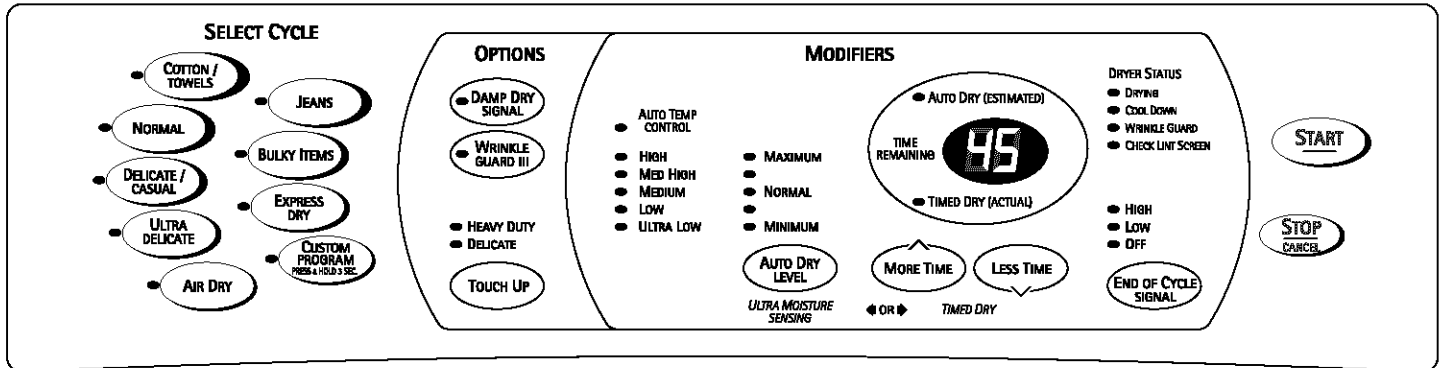 SELECT CYCLE
COTTON /
TOWELS
JEANS
NORMAL
BULKY ITEMS
DELICATE /
CASUAL
EXPRESS
DRY
ULTRA
DELICATE
CUSTOM
PROGRAM
PRESS & HOLD 3 SEC.
AIR DRY
OPTIONS
DAMP DRY
SIGNAL
WRINKLE
GUARD III
HEAVY DUTY
DELICATE
TOUCH UP
MODIFIERS
AUTO TEMP
CONTROL
HIGH
MED HIGH
MEDIUM
LOW
ULTRA LOW
MAXIMUM
NORMAL
MINIMUM
AUTO DRY
LEVEL
ULTRA MOISTURE
SENSING
OR
TIMED DRY
AUTO DRY (ESTIMATED)
TIME
REMAINING
45
TIMED DRY (ACTUAL)
MORE TIME
LESS TIME
DRYER STATUS
DRYING
COOL DOWN
WRINKLE GUARD
CHECK LINT SCREEN
HIGH
LOW
OFF
END OF CYCLE
SIGNAL
START
STOP
CANCEL